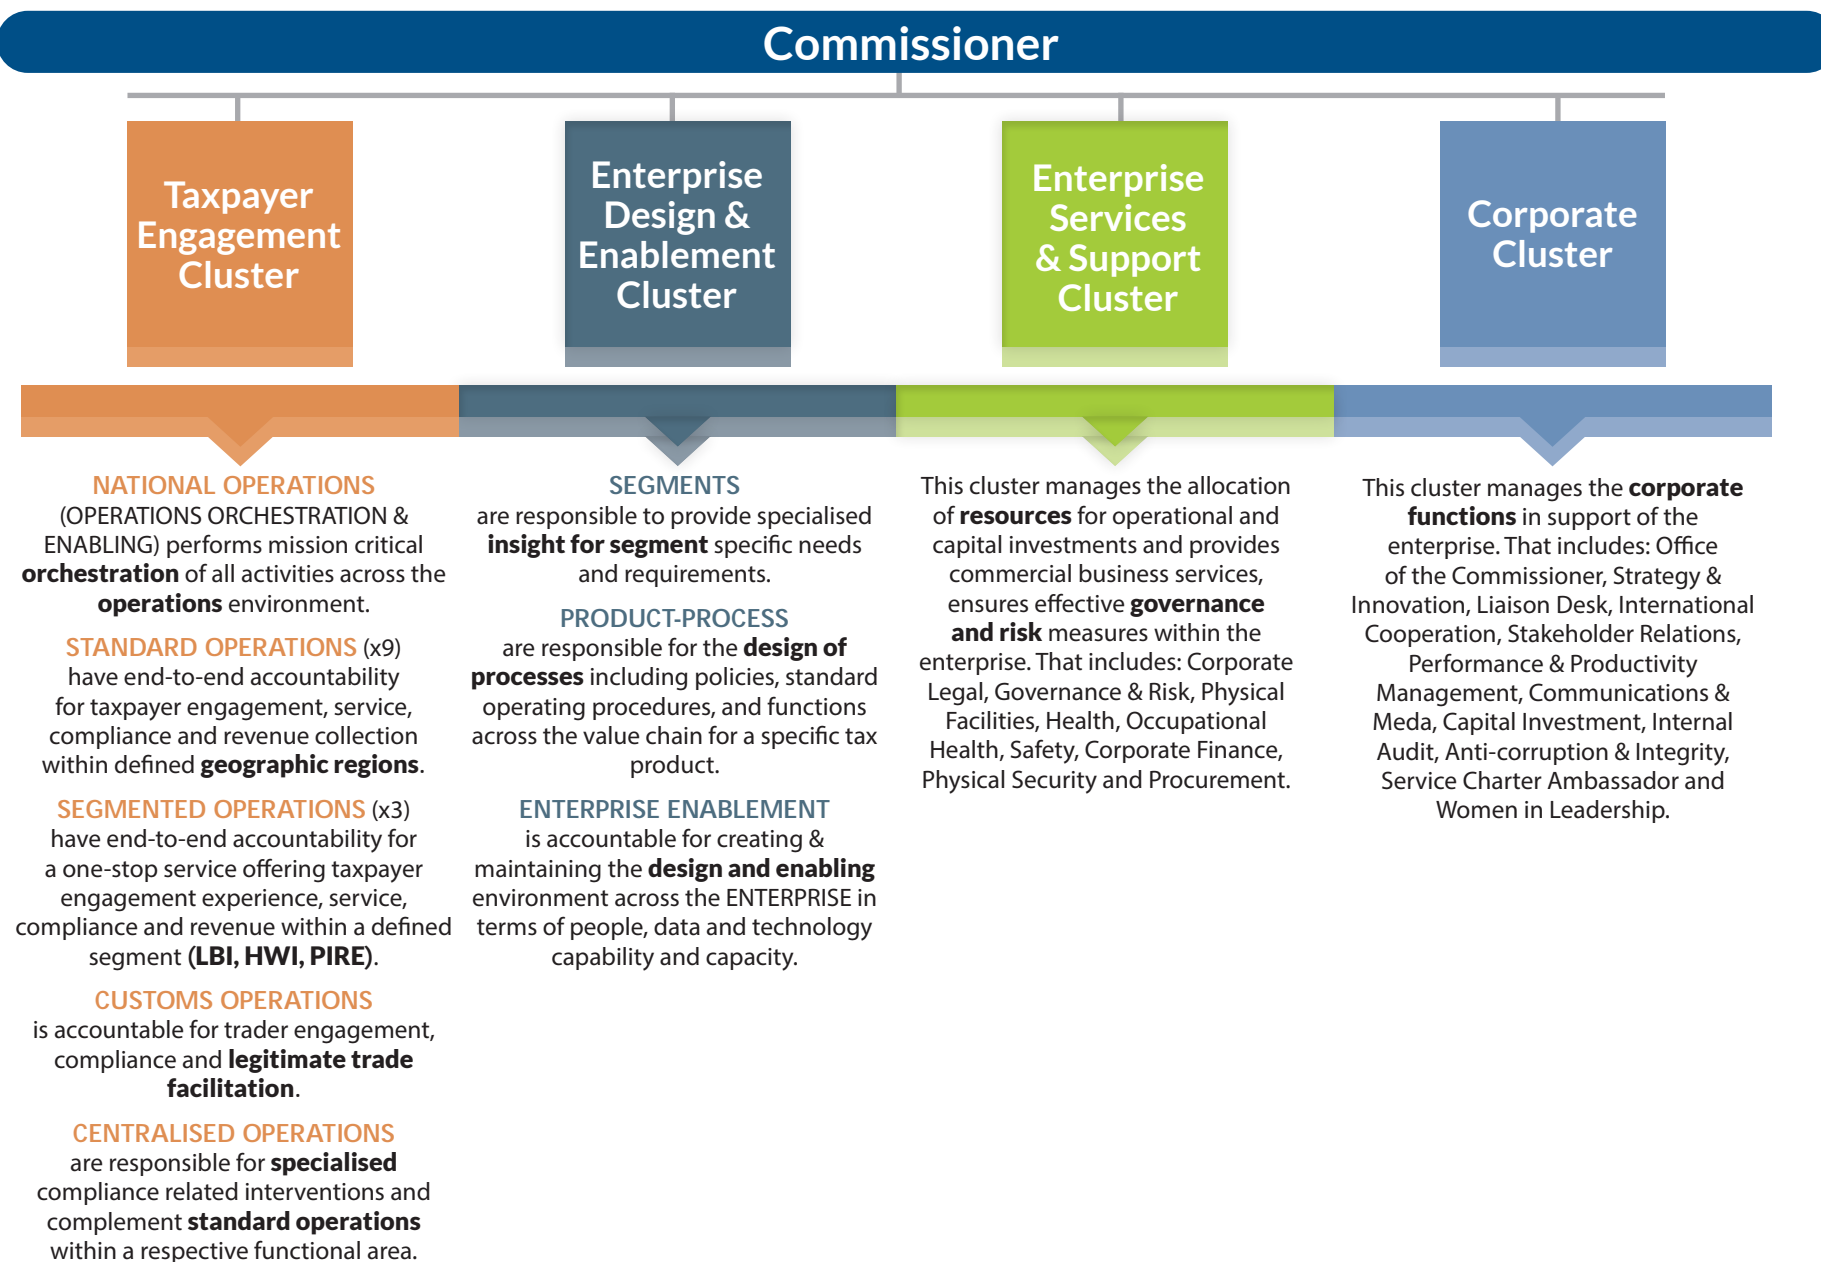 Commissioner
Taxpayer
Engagement
Cluster
Enterprise
Design &
Enablement
Cluster
Enterprise
Services
& Support
Cluster
Corporate
Cluster
NATIONAL OPERATIONS
(OPERATIONS ORCHESTRATION &
ENABLING) performs mission critical
orchestration of all activities across the
operations environment.
STANDARD OPERATIONS (x9)
have end-to-end accountability
for taxpayer engagement, service,
compliance and revenue collection
within defined geographic regions.
SEGMENTED OPERATIONS (x3)
have end-to-end accountability for
a one-stop service offering taxpayer
engagement experience, service,
compliance and revenue within a defined
segment (LBI, HWI, PIRE).
CUSTOMS OPERATIONS
is accountable for trader engagement,
compliance and legitimate trade
facilitation.
CENTRALISED OPERATIONS
are responsible for specialised
compliance related interventions and
complement standard operations
within a respective functional area.
SEGMENTS
are responsible to provide specialised
insight for segment specific needs
and requirements.
PRODUCT-PROCESS
are responsible for the design of
processes including policies, standard
operating procedures, and functions
across the value chain for a specific tax
product.
ENTERPRISE ENABLEMENT
is accountable for creating &
maintaining the design and enabling
environment across the ENTERPRISE in
terms of people, data and technology
capability and capacity.
This cluster manages the allocation
of resources for operational and
capital investments and provides
commercial business services,
ensures effective governance
and risk measures within the
enterprise. That includes: Corporate
Legal, Governance & Risk, Physical
Facilities, Health, Occupational
Health, Safety, Corporate Finance,
Physical Security and Procurement.
This cluster manages the corporate
functions in support of the
enterprise. That includes: Office
of the Commissioner, Strategy &
Innovation, Liaison Desk, International
Cooperation, Stakeholder Relations,
Performance & Productivity
Management, Communications &
Meda, Capital Investment, Internal
Audit, Anti-corruption & Integrity,
Service Charter Ambassador and
Women in Leadership.